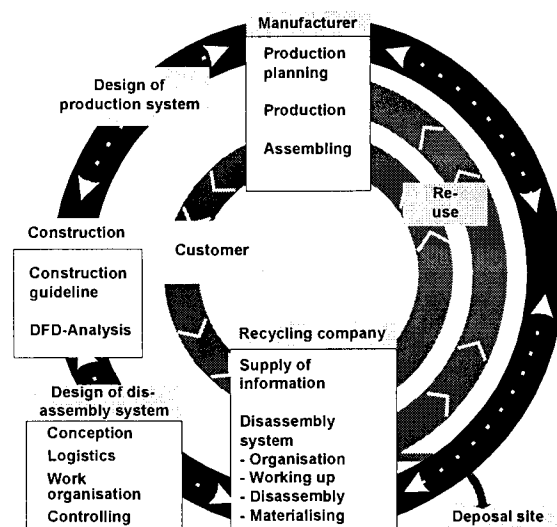 Manufacturer
Production
planning
Production
Assembling
Design of
production system
Re-
use
Construction
Construction
guideline
DFD-Analysis
Customer
Recycling company
Supply of
information
Disassembly
system
- Organisation
- Working up
- Disassembly
- Materialising
Design of dis-
assembly system
Conception
Logistics
Work
organisation
Controlling
Deposal site